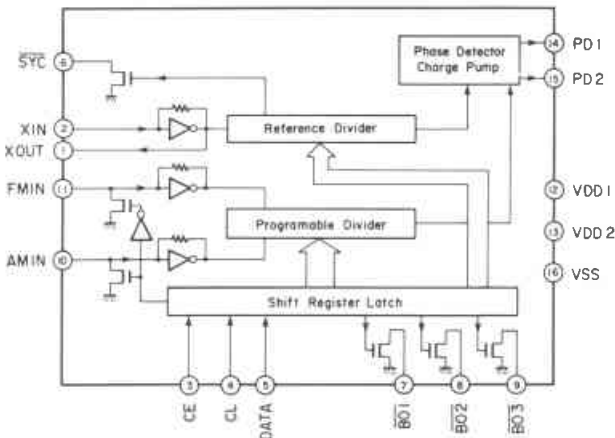 SYC
6
XIN
2
XOUT
1
FMIN
11
AMIN
10
Phase Detector
Charge Pump
14
PD1
15
PD2
Reference Divider
12
VDD1
Programable Divider
13
VDD2
16
VSS
Shift Register Latch
3
4
5
7
8
9
CE
CL
DATA
BO1
BO2
BO3